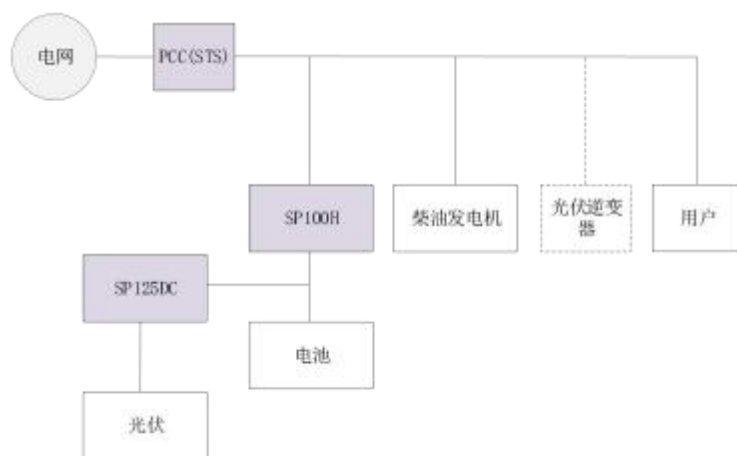 电网
PCC(STS)
SP100H
柴油发电机
光伏逆变
器
用户
SP125DC
电池
光伏